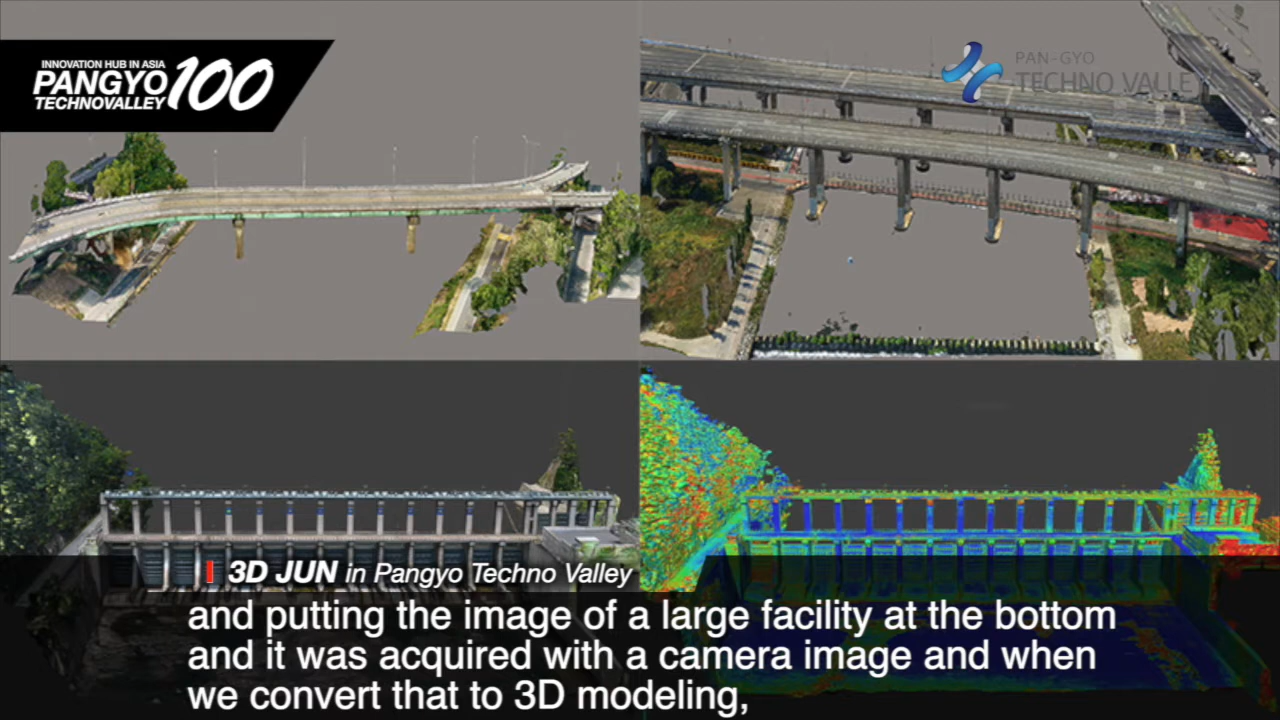 INNOVATION HUB IN ASIA
PANGYO 100
TECHNOVALLEY
PAN-GYO
TECHNO VALLEY
3D JUN in Pangyo Techno Valley
and putting the image of a large facility at the bottom
and it was acquired with a camera image and when
we convert that to 3D modeling,